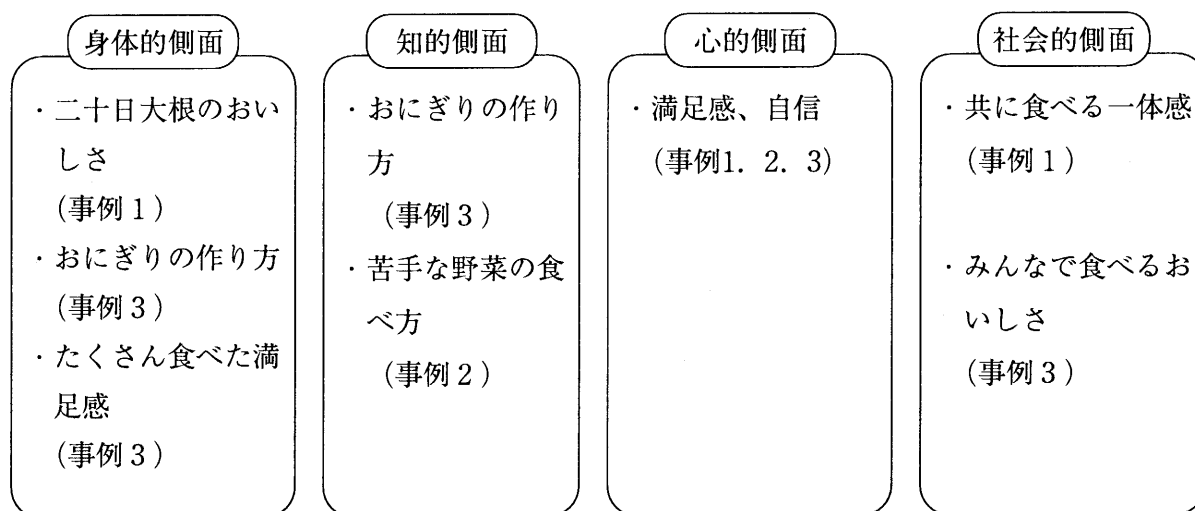 身体的側面
・二十日大根のおい
しさ
(事例1)
・おにぎりの作り方
(事例3)
・たくさん食べた満
足感
(事例3)
知的側面
・おにぎりの作り
方
(事例3)
・苦手な野菜の食
べ方
(事例2)
心的側面
・満足感、自信
(事例1. 2. 3)
社会的側面
・共に食べる一体感
(事例1)
・みんなで食べるお
いしさ
(事例3)